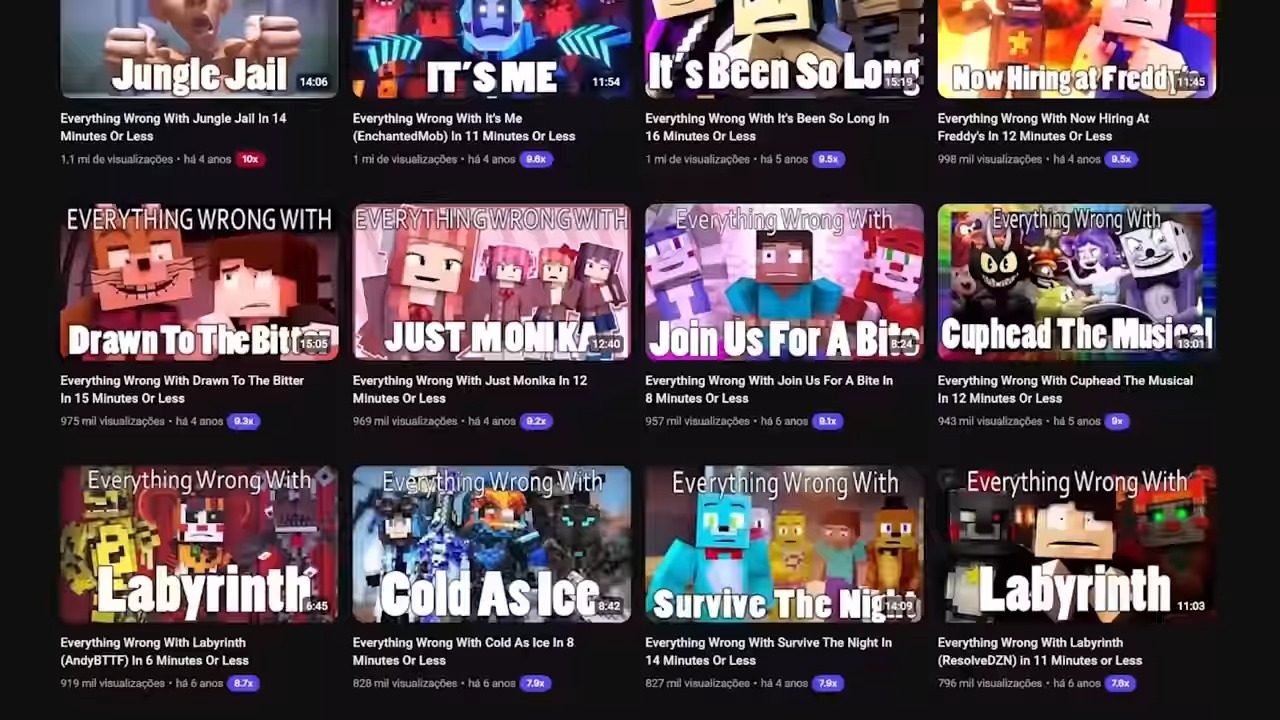 Jungle Jail
14:06
IT'S ME
11:54
It's Been So Long
15:19
Now Hiring at Freddy's
11:45
Everything Wrong With Jungle Jail In 14
Minutes Or Less
1,1 mi de visualizações • há 4 anos 10x
Everything Wrong With It's Me
(EnchantedMob) In 11 Minutes Or Less
1 mi de visualizações • há 4 anos 9.6x
Everything Wrong With It's Been So Long In
16 Minutes Or Less
1 mi de visualizações • há 5 anos 9.5x
Everything Wrong With Now Hiring At
Freddy's In 12 Minutes Or Less
998 mil visualizações • há 4 anos 9.5x
EVERYTHING WRONG WITH
Drawn To The Bitter
15:05
EVERYTHING WRONG WITH
JUST MONIKA
12:40
Everything Wrong With
Join Us For A Bite
8:24
Everything Wrong With
Cuphead The Musical
13:01
Everything Wrong With Drawn To The Bitter
In 15 Minutes Or Less
975 mil visualizações • há 4 anos 9.3x
Everything Wrong With Just Monika In 12
Minutes Or Less
969 mil visualizações • há 4 anos 9.2x
Everything Wrong With Join Us For A Bite In
8 Minutes Or Less
957 mil visualizações • há 6 anos 9.1x
Everything Wrong With Cuphead The Musical
In 12 Minutes Or Less
943 mil visualizações • há 5 anos 9x
Everything Wrong With
Labyrinth
6:45
Everything Wrong With
Cold As Ice
8:42
Everything Wrong With
Survive The Night
14:09
Everything Wrong With
Labyrinth
11:03
Everything Wrong With Labyrinth
(AndyBTTF) In 6 Minutes Or Less
919 mil visualizações • há 6 anos 8.7x
Everything Wrong With Cold As Ice In 8
Minutes Or Less
828 mil visualizações • há 6 anos 7.9x
Everything Wrong With Survive The Night In
14 Minutes Or Less
827 mil visualizações • há 4 anos 7.9x
Everything Wrong With Labyrinth
(ResolveDZN) in 11 Minutes or Less
796 mil visualizações • há 6 anos 7.6x